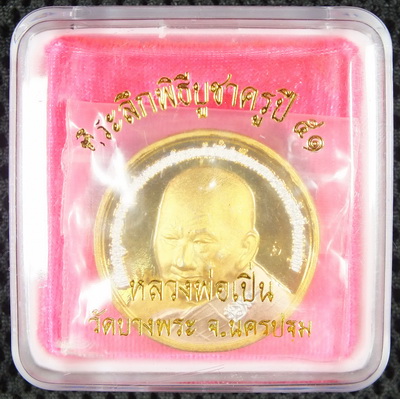 ที่ระลึกพิธีบูชาครูปี ๕๑
หลวงพ่อเปิ่น
วัดบางพระ จ.นครปฐม